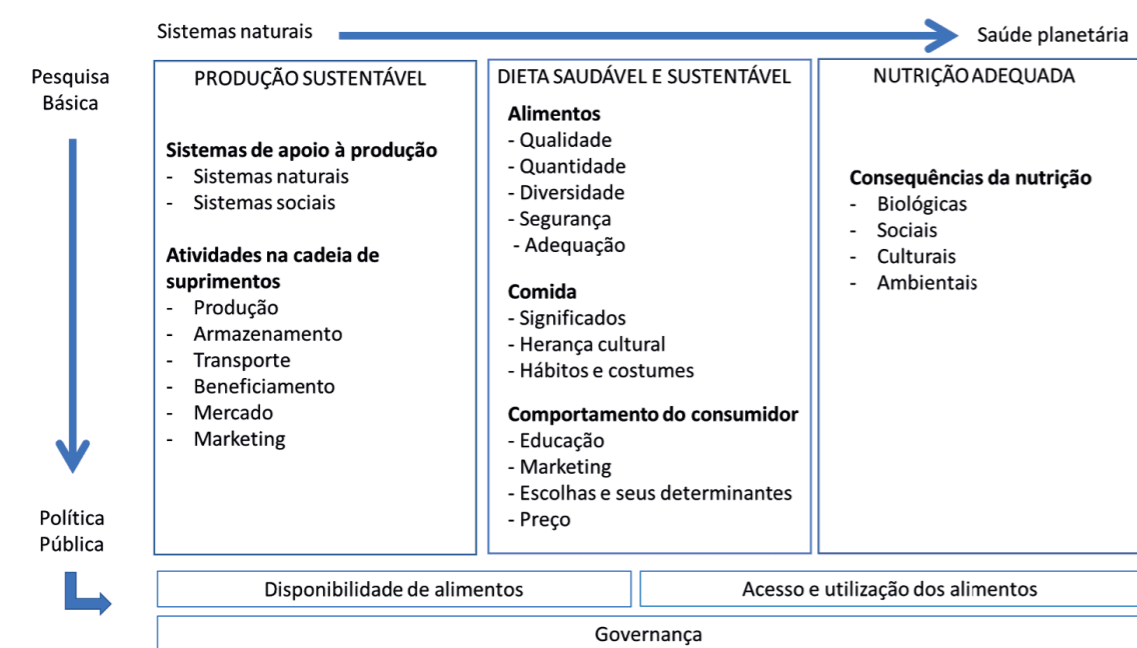 Sistemas naturais
Saúde planetária
Pesquisa
Básica
Política
Pública
PRODUÇÃO SUSTENTÁVEL
Sistemas de apoio à produção
- Sistemas naturais
- Sistemas sociais
Atividades na cadeia de
suprimentos
- Produção
- Armazenamento
- Transporte
- Beneficiamento
- Mercado
- Marketing
DIETA SAUDÁVEL E SUSTENTÁVEL
Alimentos
- Qualidade
- Quantidade
- Diversidade
- Segurança
- Adequação
Comida
- Significados
- Herança cultural
- Hábitos e costumes
Comportamento do consumidor
- Educação
- Marketing
- Escolhas e seus determinantes
- Preço
NUTRIÇÃO ADEQUADA
Consequências da nutrição
- Biológicas
- Sociais
- Culturais
- Ambientais
Disponibilidade de alimentos
Acesso e utilização dos alimentos
Governança